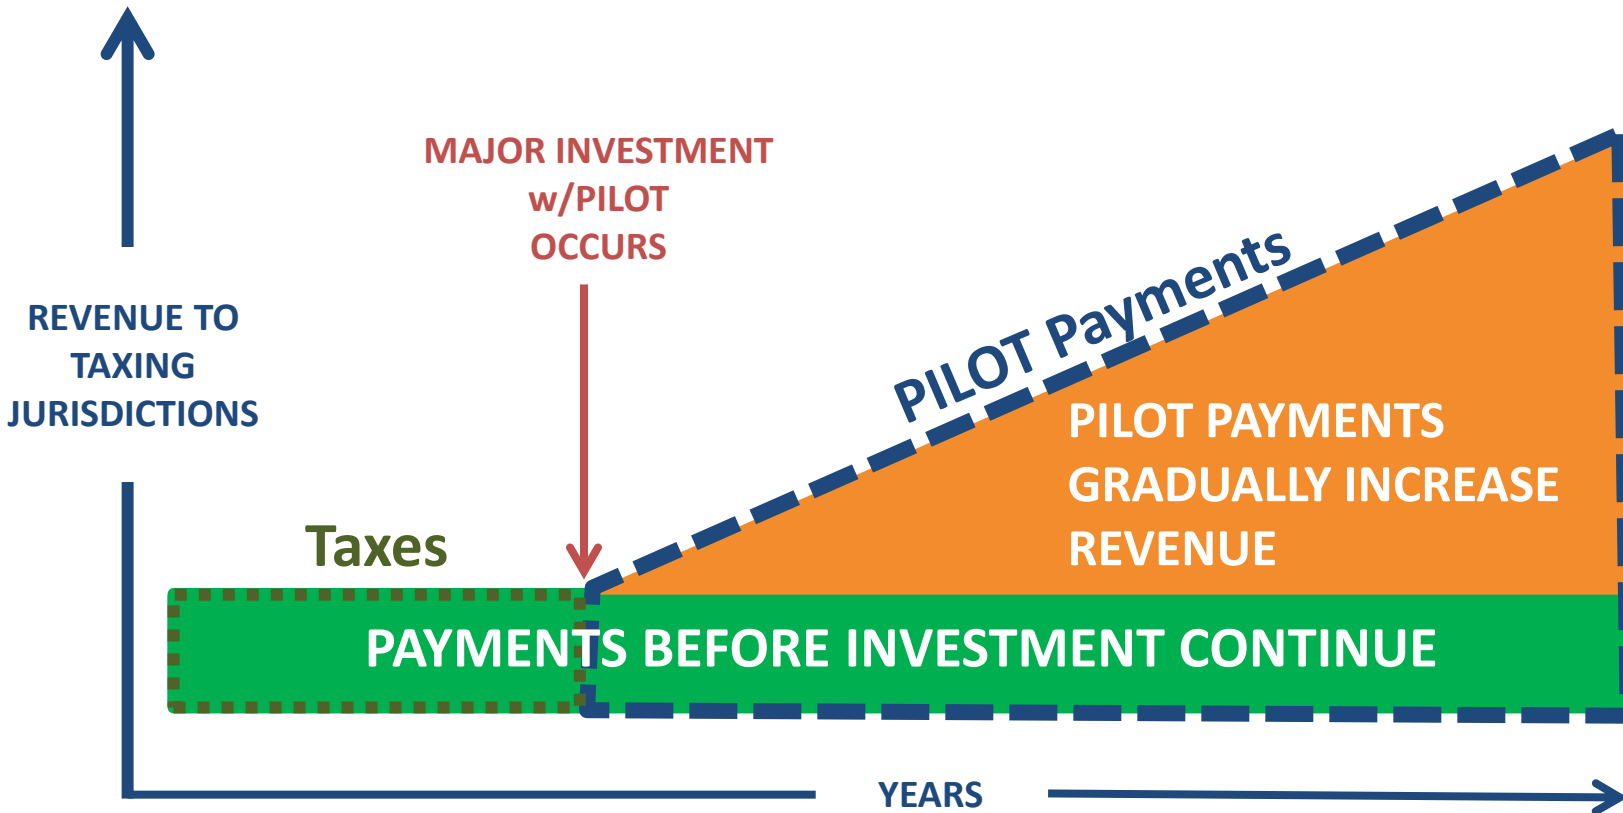 MAJOR INVESTMENT
w/PILOT
OCCURS
REVENUE TO
TAXING
JURISDICTIONS
PILOT Payments
PILOT PAYMENTS
GRADUALLY INCREASE
REVENUE
Taxes
PAYMENTS BEFORE INVESTMENT CONTINUE
YEARS